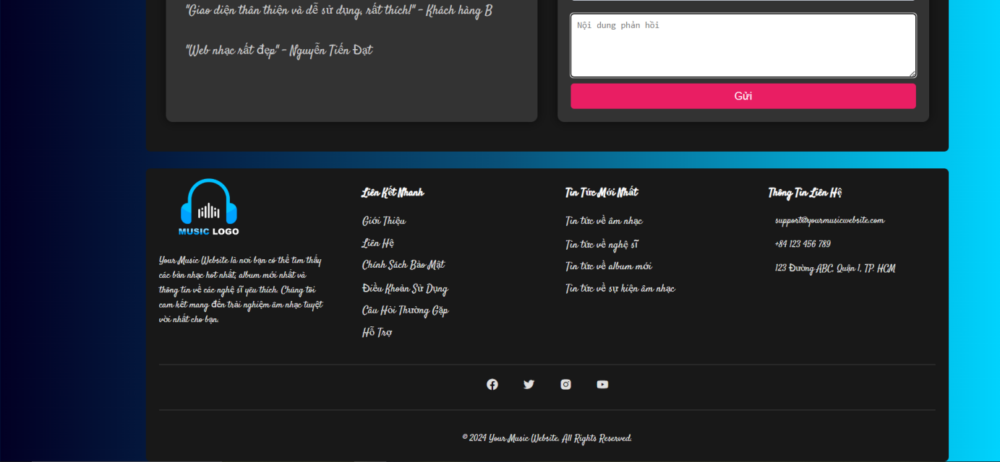 "Giao diện thân thiện và dễ sử dụng, rất thích!" - Khách hàng B
"Web nhạc rất đẹp" - Nguyễn Tiến Đạt
Nội dung phản hồi
Gửi
MUSIC LOGO
Your Music Website là nơi bạn có thể tìm thấy
các bản nhạc hot nhất, album mới nhất và
thông tin về các nghệ sĩ yêu thích. Chúng tôi
cam kết mang đến trải nghiệm âm nhạc tuyệt
vời nhất cho bạn.
Liên Kết Nhanh
Giới Thiệu
Liên Hệ
Chính Sách Bảo Mật
Điều Khoản Sử Dụng
Câu Hỏi Thường Gặp
Hỗ Trợ
Tin Tức Mới Nhất
Tin tức về âm nhạc
Tin tức về nghệ sĩ
Tin tức về album mới
Tin tức về sự kiện âm nhạc
Thông Tin Liên Hệ
support@yourmusicwebsite.com
+84 123 456 789
123 Đường ABC, Quận 1, TP. HCM
© 2024 Your Music Website. All Rights Reserved.